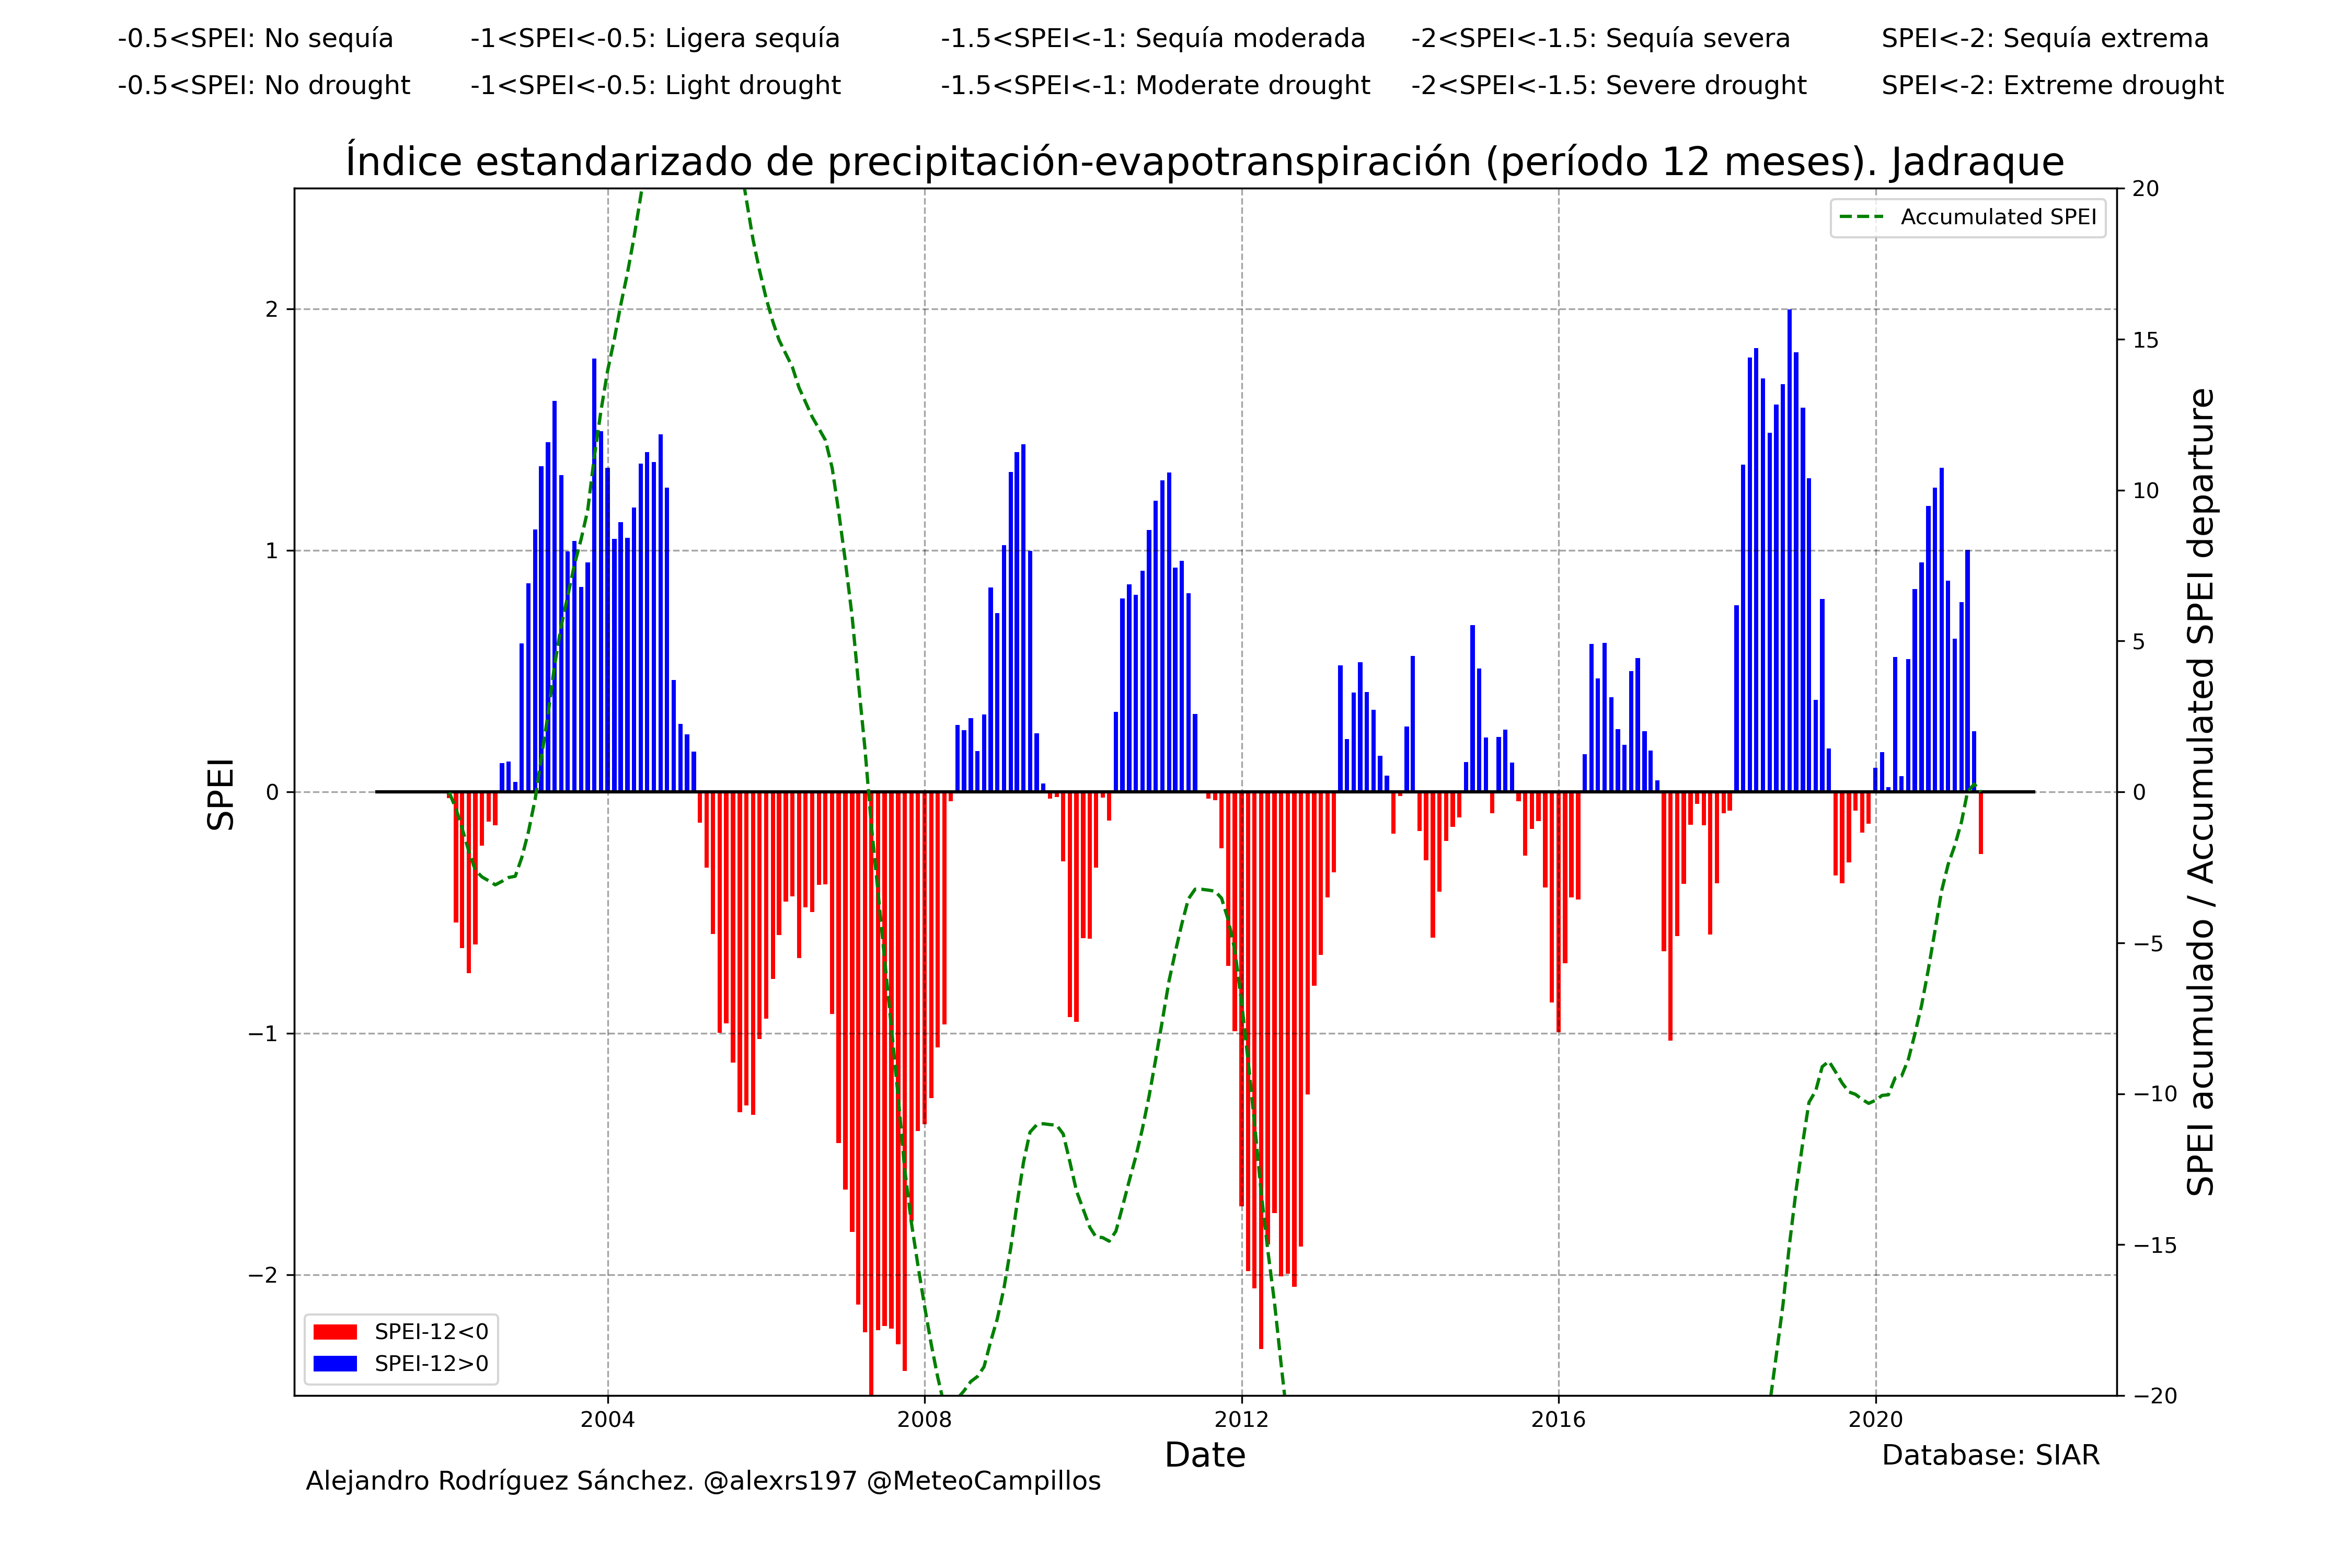 -0.5<SPEI: No sequía -1<SPEI<-0.5: Ligera sequía -1.5<SPEI<-1: Sequía moderada -2<SPEI<-1.5: Sequía severa SPEI<-2: Sequía extrema
-0.5<SPEI: No drought -1<SPEI<-0.5: Light drought -1.5<SPEI<-1: Moderate drought -2<SPEI<-1.5: Severe drought SPEI<-2: Extreme drought
Índice estandarizado de precipitación-evapotranspiración (período 12 meses). Jadraque
Accumulated SPEI
2
1
0
−1
−2
SPEI
20
15
10
5
0
−5
−10
−15
−20
SPEI acumulado / Accumulated SPEI departure
SPEI-12<0
SPEI-12>0
2004 2008 2012 2016 2020
Date
Database: SIAR
Alejandro Rodríguez Sánchez. @alexrs197 @MeteoCampillos